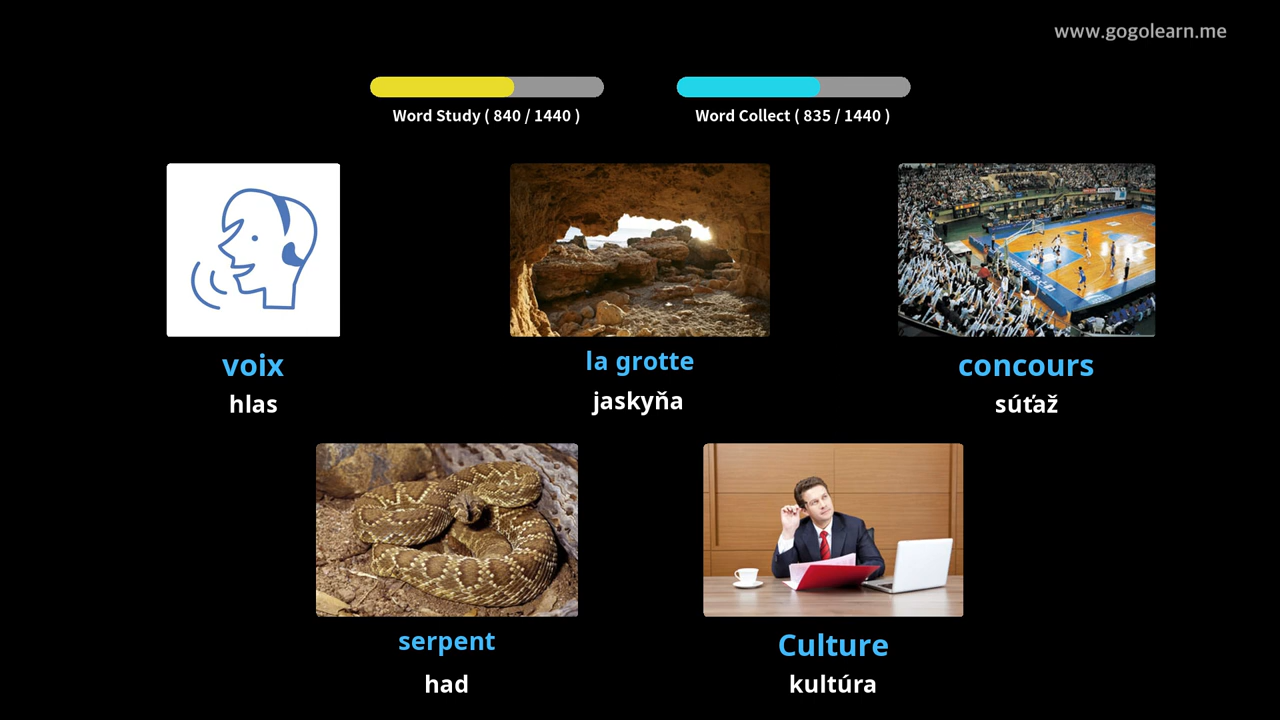 www.gogolearn.me
Word Study ( 840 / 1440 )
Word Collect ( 835 / 1440 )
voix
hlas
la grotte
jaskyňa
concours
súťaž
serpent
had
Culture
kultúra